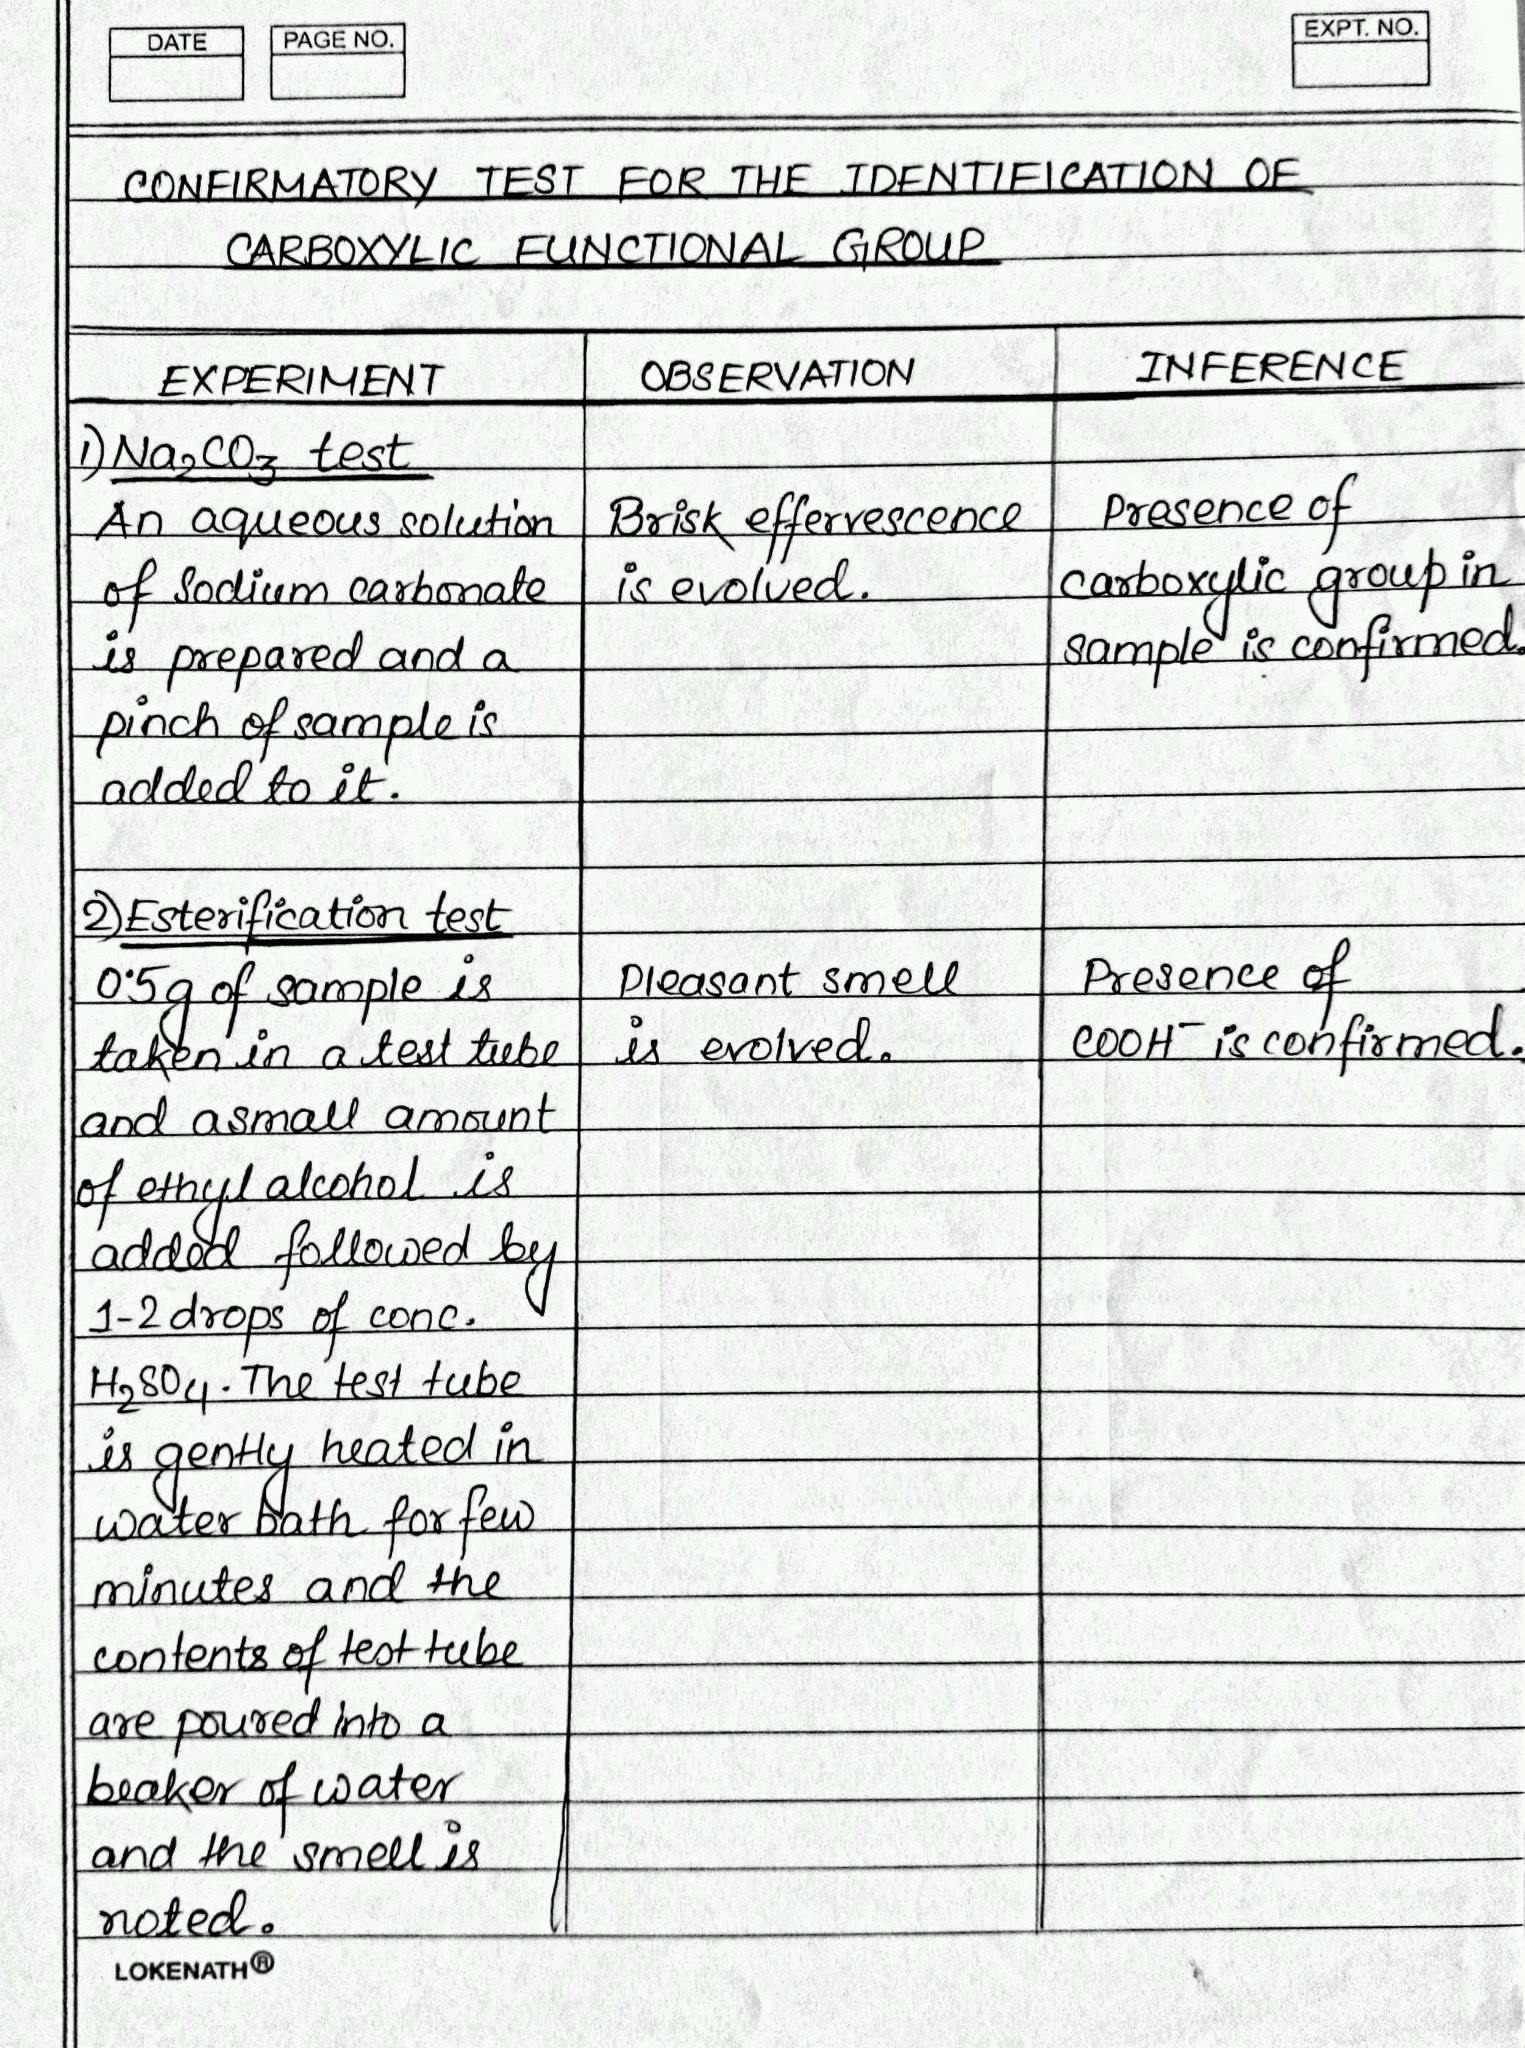 DATE PAGE NO. EXPT. NO.
CONFIRMATORY TEST FOR THE IDENTIFICATION OF
CARBOXYLIC FUNCTIONAL GROUP
EXPERIMENT OBSERVATION INFERENCE
1) Na₂CO₃ test
An aqueous solution
of Sodium carbonate
is prepared and a
pinch of sample is
added to it.
Brisk effervescence
is evolved.
Presence of
carboxylic group in
sample is confirmed.
2) Esterification test
0.5g of sample is
taken in a test tube
and a small amount
of ethyl alcohol is
added followed by
1-2 drops of conc.
H₂SO₄. The test tube
is gently heated in
water bath for few
minutes and the
contents of test tube
are poured into a
beaker of water
and the smell is
noted.
Pleasant smell
is evolved.
Presence of
COOH⁻ is confirmed.
LOKENATH®